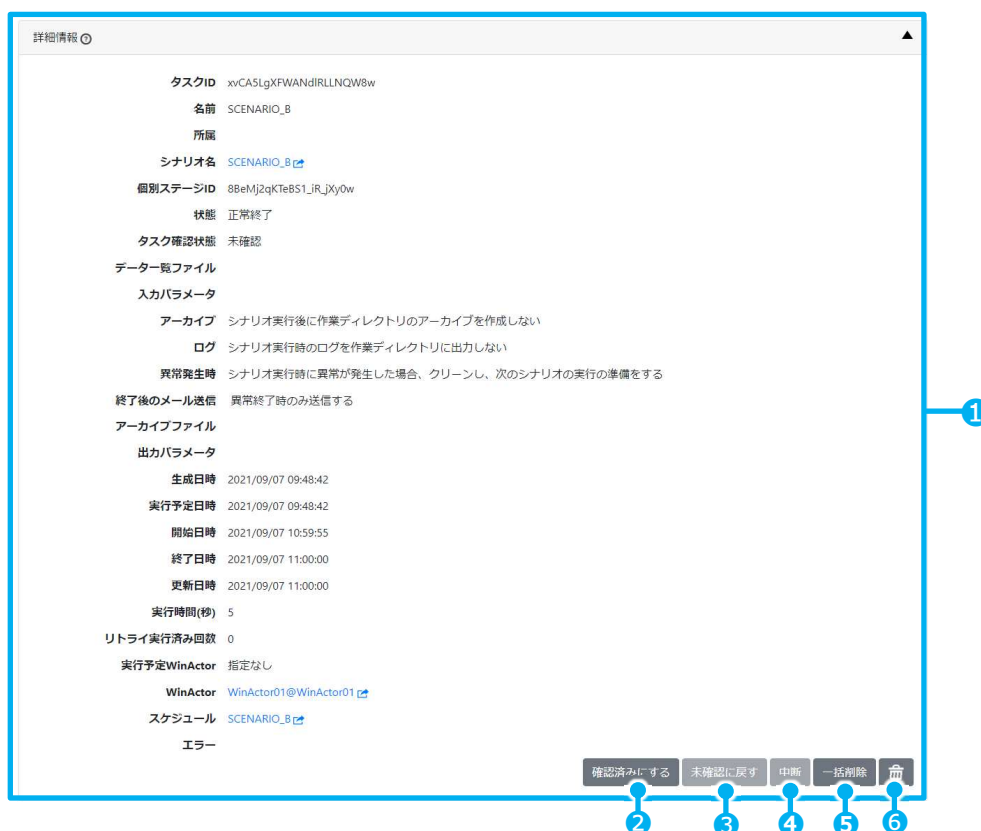 詳細情報 ?
タスクID xvCA5LgXFWANdlRLLNQW8w
名前 SCENARIO_B
所属
シナリオ名 SCENARIO_B
個別ステージID 8BeMj2qKTeBS1_iR_jXy0w
状態 正常終了
タスク確認状態 未確認
データ一覧ファイル
入力パラメータ
アーカイブ シナリオ実行後に作業ディレクトリのアーカイブを作成しない
ログ シナリオ実行時のログを作業ディレクトリに出力しない
異常発生時 シナリオ実行時に異常が発生した場合、クリーンし、次のシナリオの実行の準備をする
終了後のメール送信 異常終了時のみ送信する
アーカイブファイル
出力パラメータ
生成日時 2021/09/07 09:48:42
実行予定日時 2021/09/07 09:48:42
開始日時 2021/09/07 10:59:55
終了日時 2021/09/07 11:00:00
更新日時 2021/09/07 11:00:00
実行時間(秒) 5
リトライ実行済み回数 0
実行予定WinActor 指定なし
WinActor WinActor01@WinActor01
スケジュール SCENARIO_B
エラー
確認済みにする 未確認に戻す 中断 一括削除
1
2 3 4 5 6